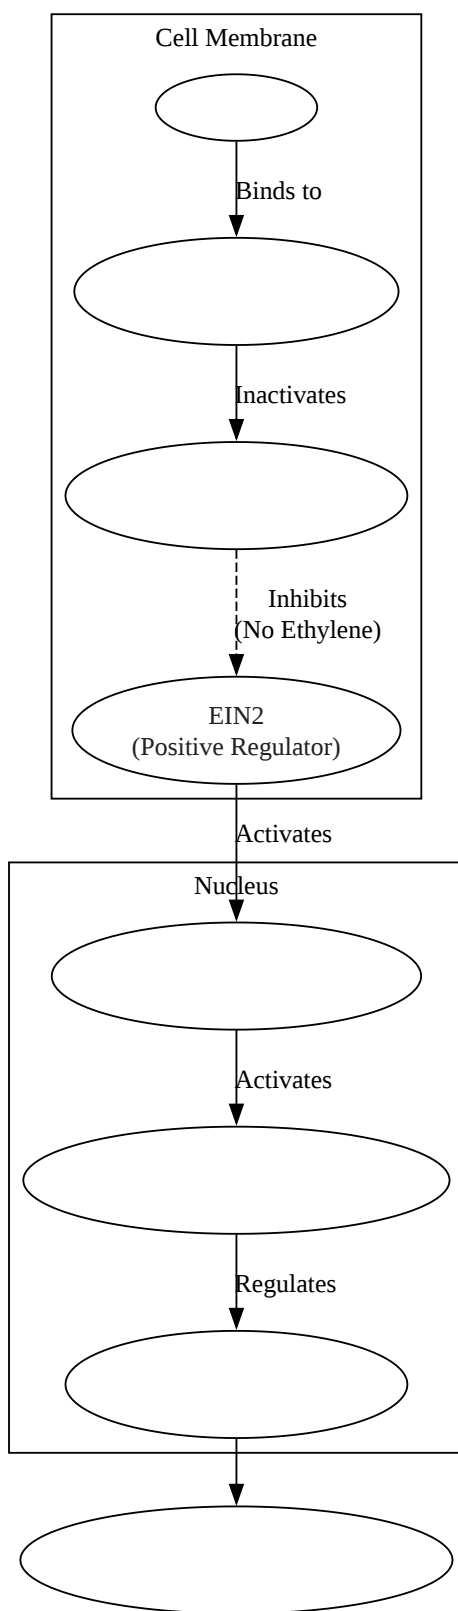 Cell Membrane
Binds to
Inactivates
Inhibits
(No Ethylene)
EIN2
(Positive Regulator)
Activates
Nucleus
Activates
Regulates